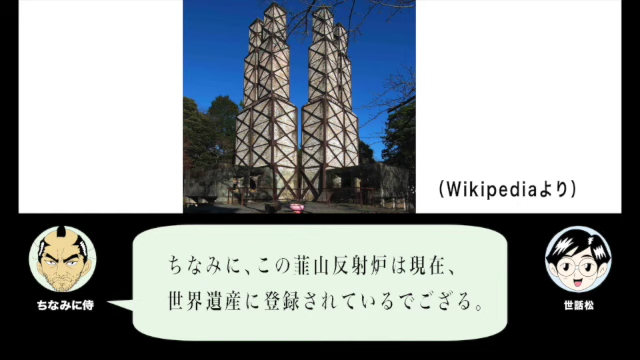 （Wikipediaより）
ちなみに、この韮山反射炉は現在、
世界遺産に登録されているでござる。
ちなみに侍
世話松